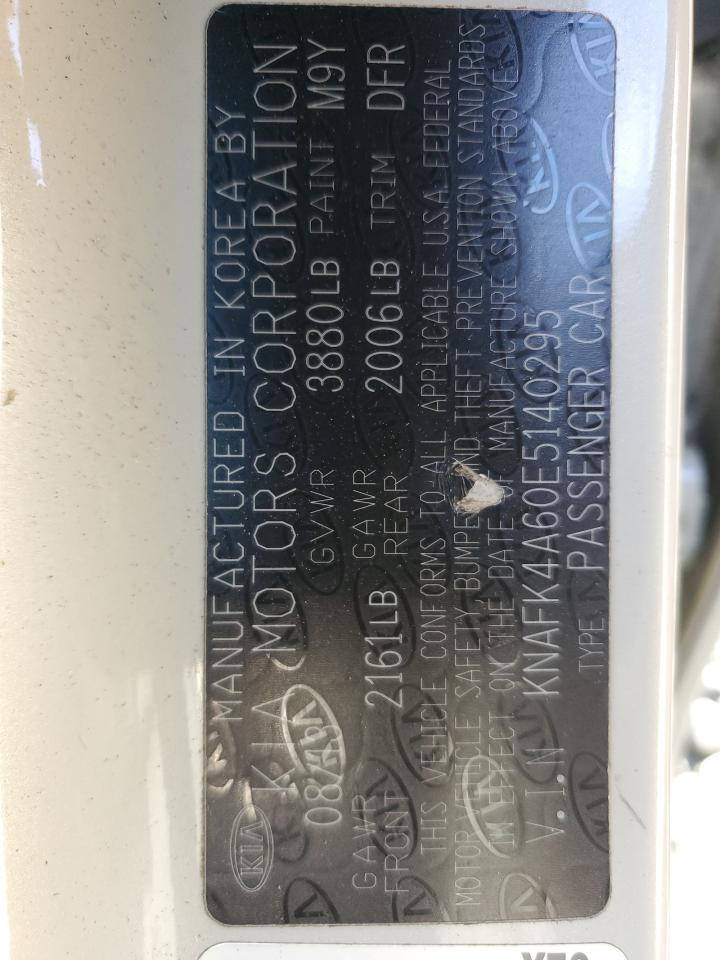 MANUFACTURED IN KOREA BY
KIA KIA MOTORS CORPORATION
GVWR 3880LB PAINT M9Y
GAWR FRONT 2161LB GAWR REAR 2006LB TRIM DFR
THIS VEHICLE CONFORMS TO ALL APPLICABLE U.S.A. FEDERAL
MOTOR VEHICLE SAFETY BUMPER AND THEFT PREVENTION STANDARDS
IN EFFECT ON THE DATE OF MANUFACTURE SHOWN ABOVE
V.I.N KNAFK4A60E5140295
TYPE PASSENGER CAR